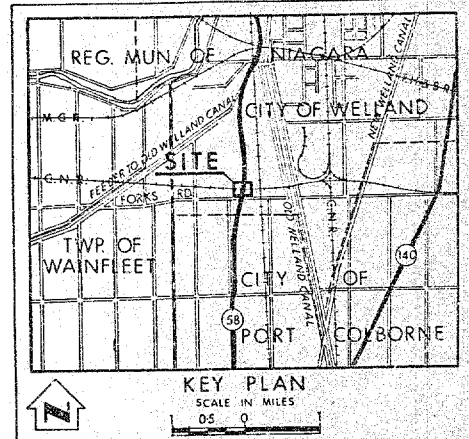 REG. MUN. OF NIAGARA
CITY OF WELLAND
M.C.R.
FEEDER TO OLD WELLAND CANAL
NEW WELLAND CANAL
SITE
C.N.R.
FORKS RD.
OLD WELLAND CANAL
C.N.R.
TWP. OF
WAINFLEET
CITY OF
PORT COLBORNE
140
58
KEY PLAN
SCALE IN MILES
1 0·5 0 1
N